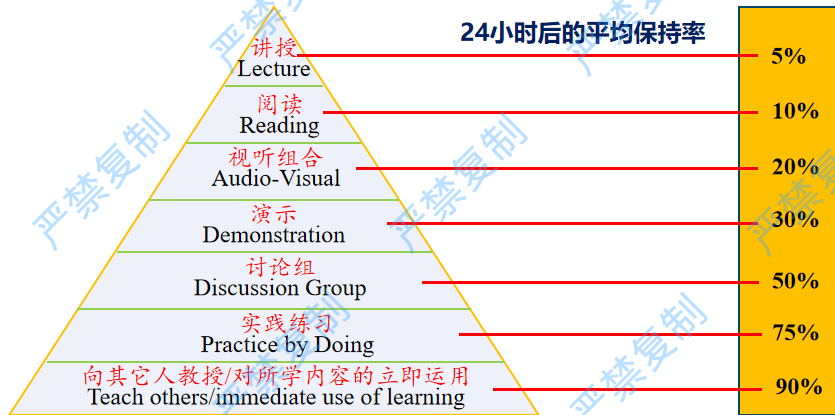 24小时后的平均保持率
讲授
Lecture
5%
阅读
Reading
10%
视听组合
Audio-Visual
20%
演示
Demonstration
30%
讨论组
Discussion Group
50%
实践练习
Practice by Doing
75%
向其它人教授/对所学内容的立即运用
Teach others/immediate use of learning
90%
严禁复制
严禁复制
严禁复制
严禁复制
严禁复制
严禁复制
严禁复制